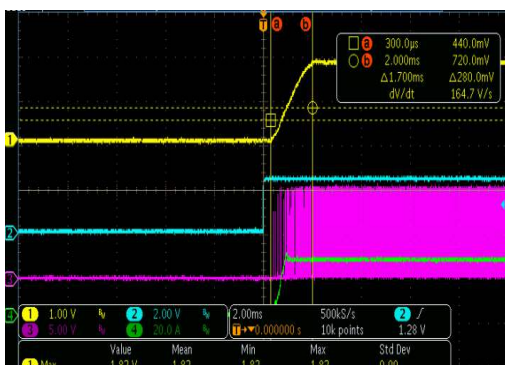 T a b
a 300.0µs 440.0mV
b 2.000ms 720.0mV
Δ1.700ms Δ280.0mV
dV/dt 164.7 V/s
1
2
3
4
1 1.00 V 2 2.00 V 2.00ms 500kS/s 2
3 5.00 V 4 20.0 A T→▼0.000000 s 10k points 1.28 V
Value Mean Min Max Std Dev
1 Max